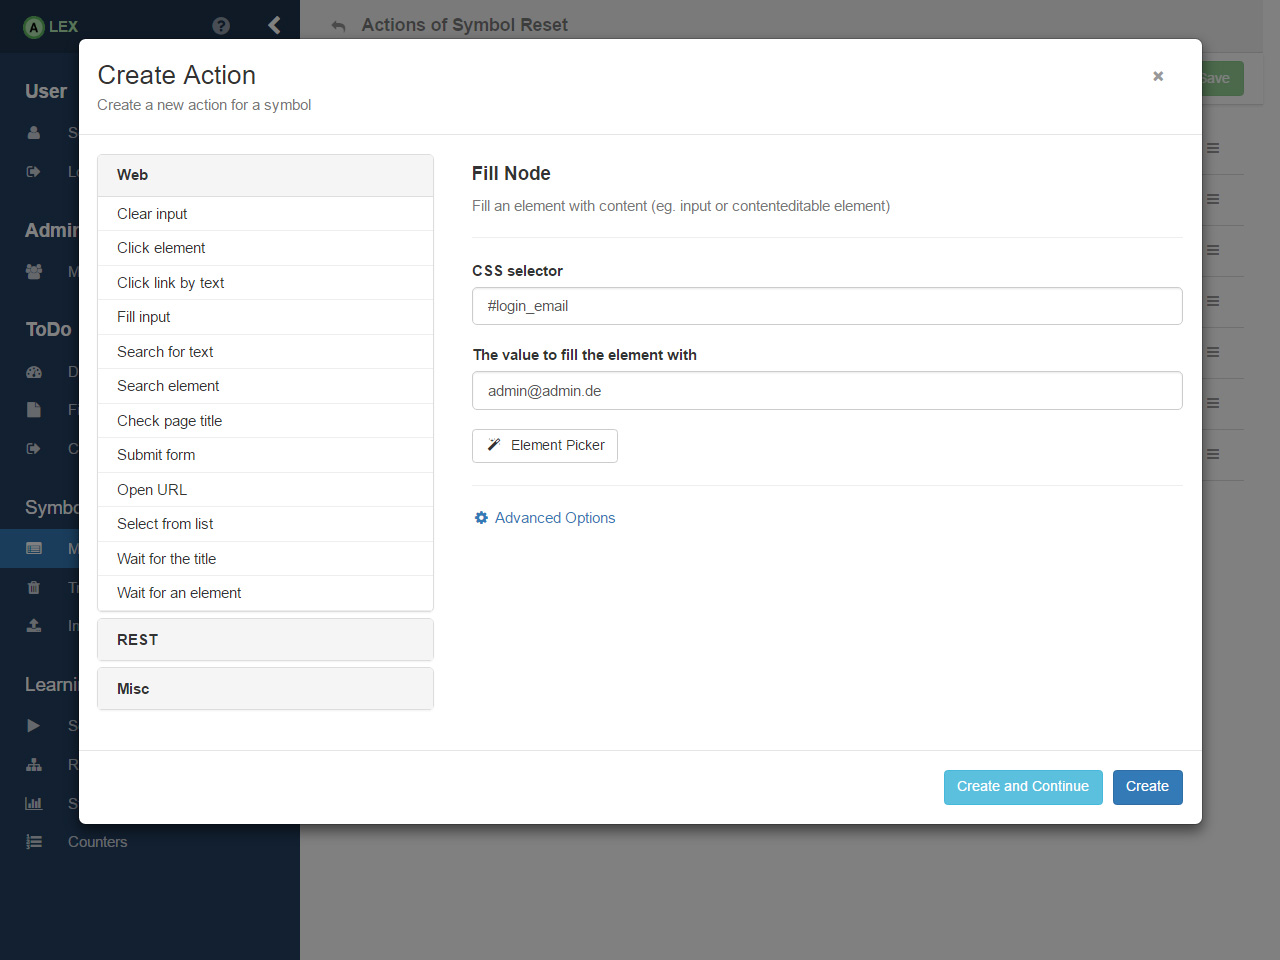 A LEX
?
Actions of Symbol Reset
Create Action
×
Create a new action for a symbol
Save
User
Web
Clear input
Click element
Click link by text
Fill input
Search for text
Search element
Check page title
Submit form
Open URL
Select from list
Wait for the title
Wait for an element
REST
Misc
Fill Node
Fill an element with content (eg. input or contenteditable element)
CSS selector
#login_email
The value to fill the element with
admin@admin.de
Element Picker
Advanced Options
ToDo
Create and Continue
Create
Counters